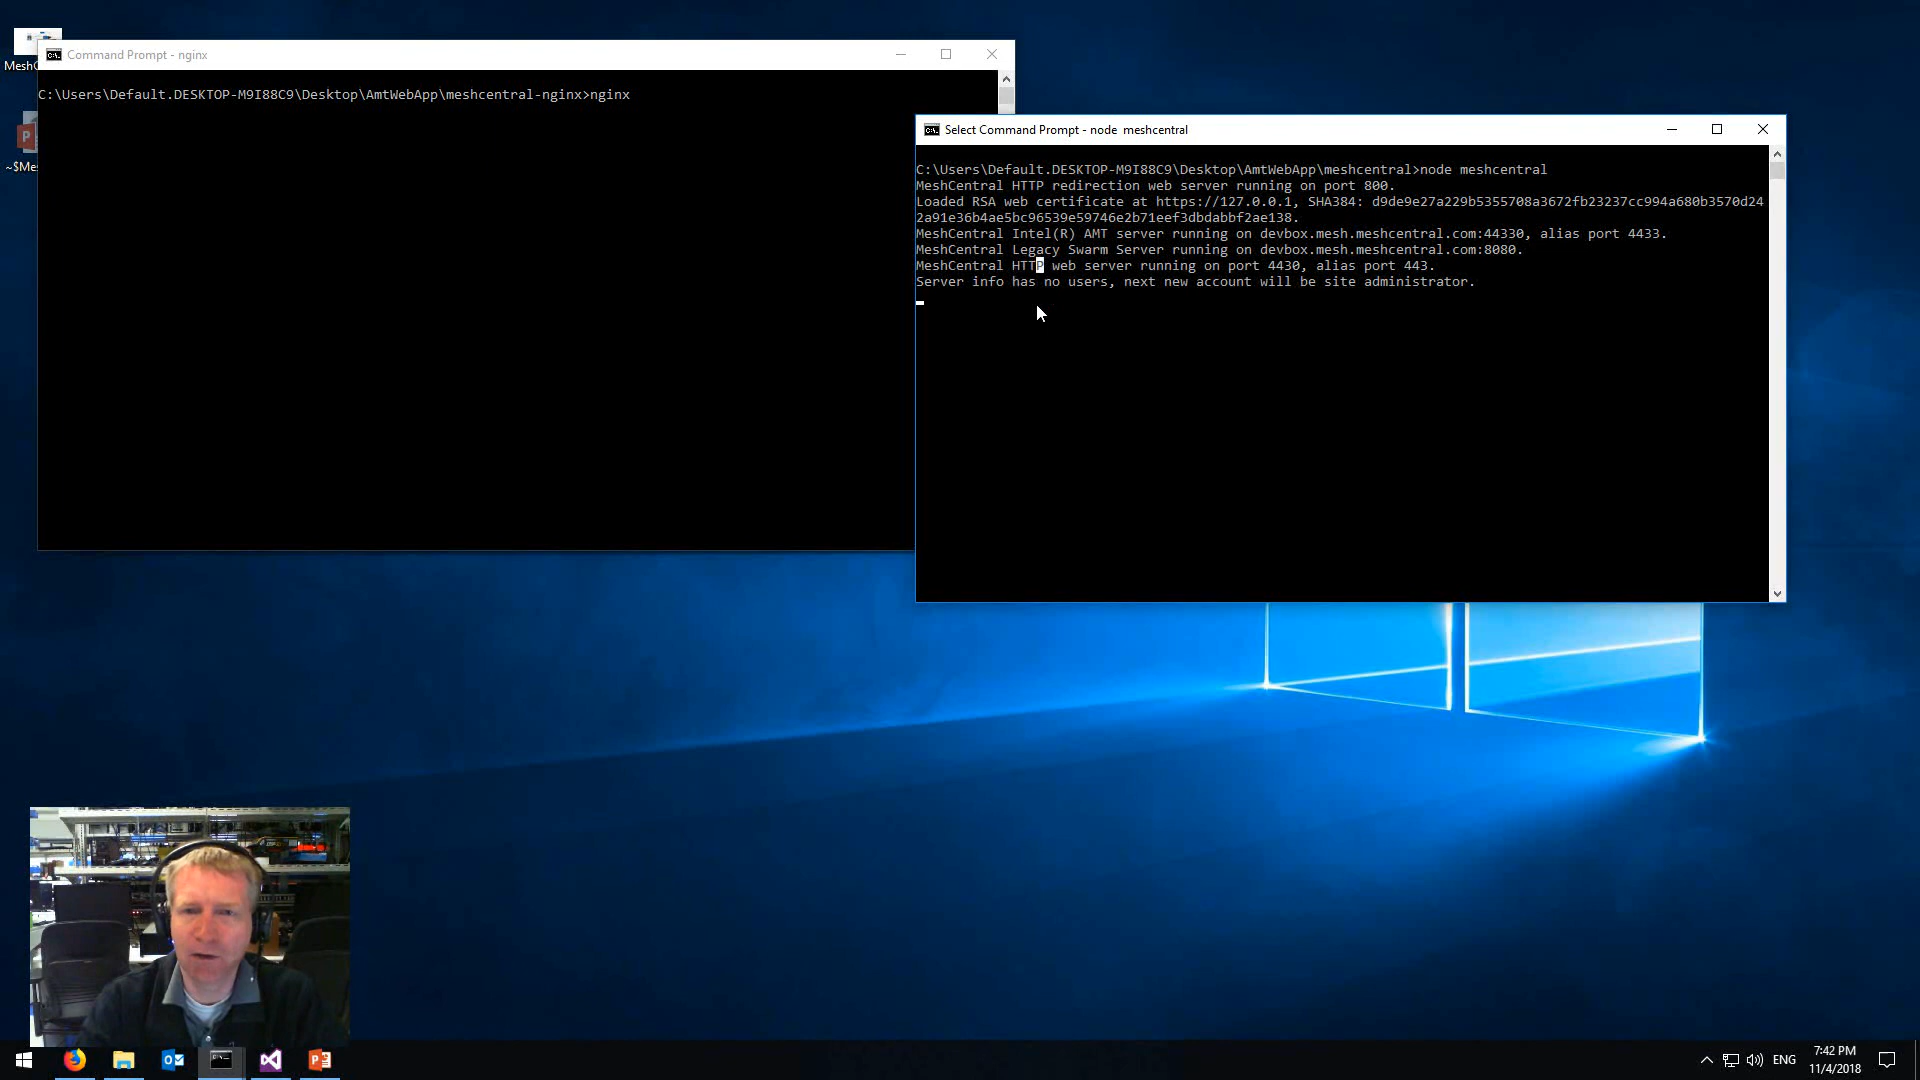 MeshC
~$Mes
Command Prompt - nginx
C:\Users\Default.DESKTOP-M9I88C9\Desktop\AmtWebApp\meshcentral-nginx>nginx
Select Command Prompt - node  meshcentral
C:\Users\Default.DESKTOP-M9I88C9\Desktop\AmtWebApp\meshcentral>node meshcentral
MeshCentral HTTP redirection web server running on port 800.
Loaded RSA web certificate at https://127.0.0.1, SHA384: d9de9e27a229b5355708a3672fb23237cc994a680b3570d24
2a91e36b4ae5bc96539e59746e2b71eef3dbdabbf2ae138.
MeshCentral Intel(R) AMT server running on devbox.mesh.meshcentral.com:44330, alias port 4433.
MeshCentral Legacy Swarm Server running on devbox.mesh.meshcentral.com:8080.
MeshCentral HTTP web server running on port 4430, alias port 443.
Server info has no users, next new account will be site administrator.
ENG
7:42 PM
11/4/2018